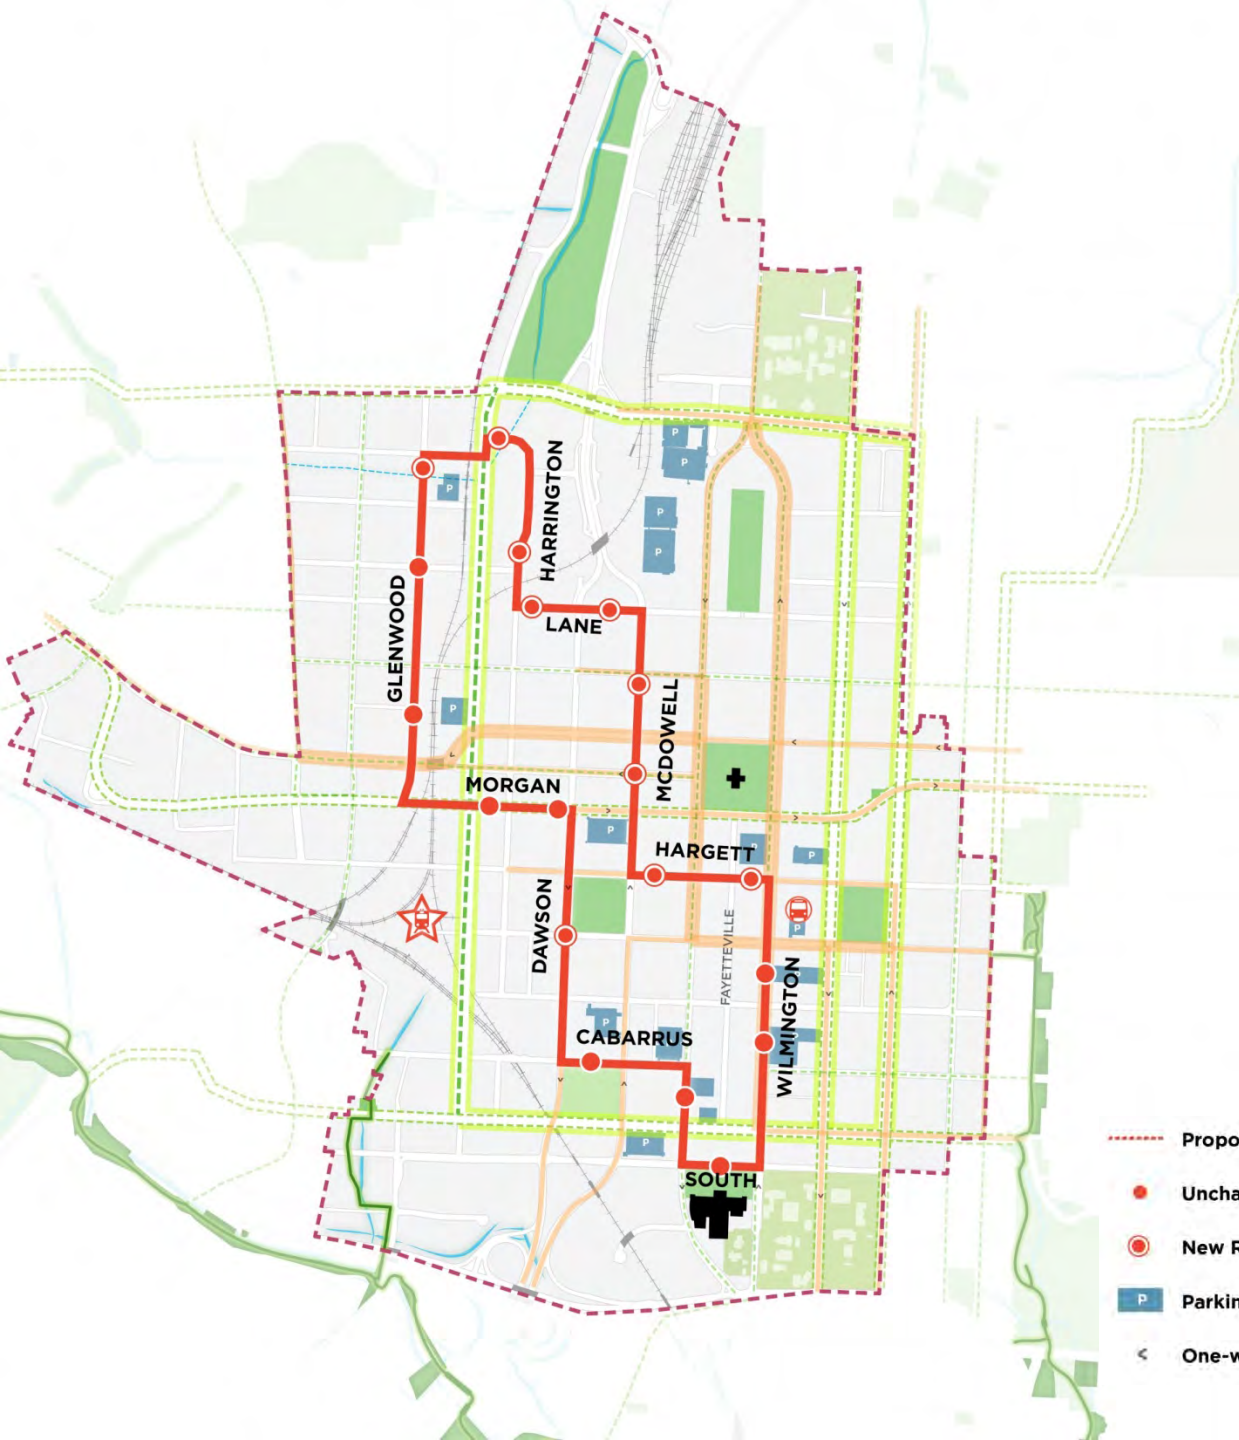 P
P
HARRINGTON
P
P
P
GLENWOOD
LANE
MCDOWELL
P
MORGAN
P
HARGETT
P
DAWSON
FAYETTEVILLE
P
WILMINGTON
P
CABARRUS
P
SOUTH
Propo
Uncha
New R
P Parkin
One-w